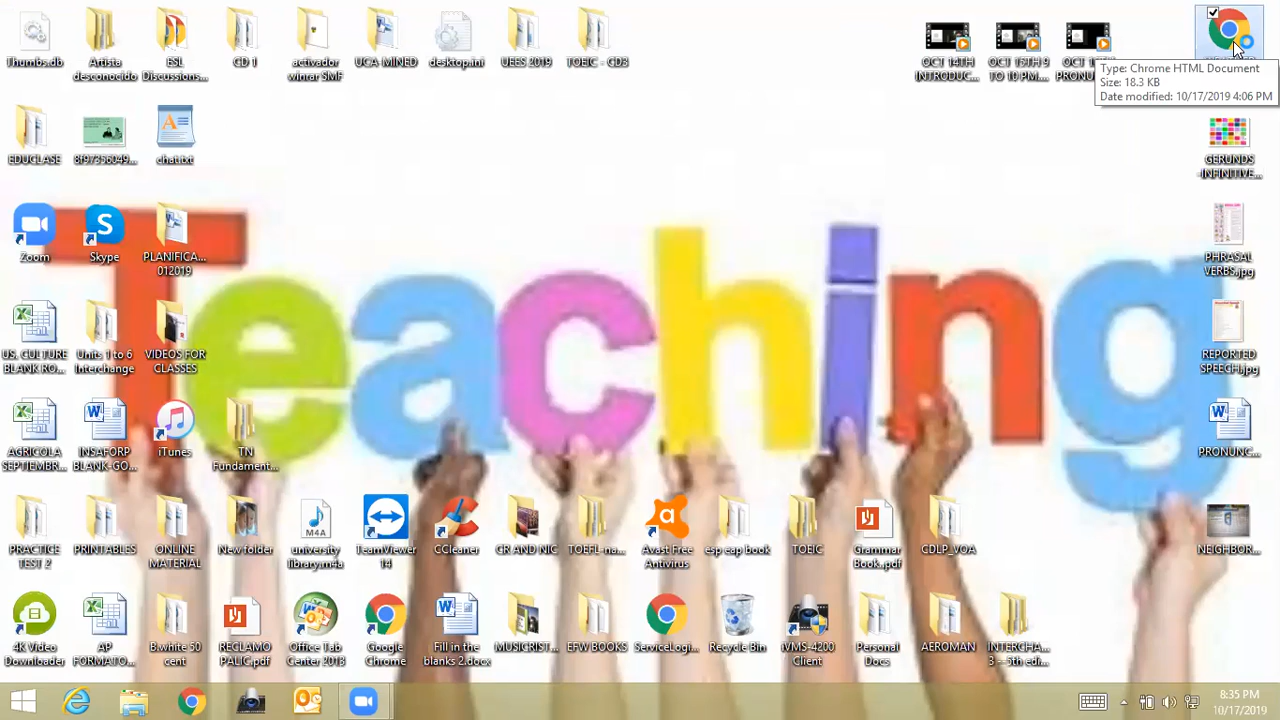 Thumbs.db
Artista
desconocido
ESL
Discussions...
CD 1
activador
winrar SMF
UCA-MINED
desktop.ini
UEES 2019
TOEIC - CD3
OCT 14TH
INTRODUC...
OCT 15TH 9
TO 10 PM....
OCT 1
PRONU
Type: Chrome HTML Document
Size: 18.3 KB
Date modified: 10/17/2019 4:06 PM
EDUCLASE
8f97356049...
chat.txt
GERUNDS
-INFINITIVE...
Zoom
Skype
PLANIFICA...
012019
PHRASAL
VERBS.jpg
Teaching
US. CULTURE
BLANK RO...
Units 1 to 6
Interchange
VIDEOS FOR
CLASSES
REPORTED
SPEECH.jpg
AGRICOLA
SEPTIEMBR...
INSAFORP
BLANK-GO...
iTunes
TN
Fundament...
PRONUNC...
PRACTICE
TEST 2
PRINTABLES
ONLINE
MATERIAL
New folder
university
library.m4a
TeamViewer
14
CCleaner
CR AND NIC
TOEFL-na...
Avast Free
Antivirus
esp cap book
TOEIC
Grammar
Book..pdf
CDLP_VOA
NEIGHBOR...
4K Video
Downloader
AP
FORMATO...
B.white 50
cent
RECLAMO
PALIG.pdf
Office Tab
Center 2013
Google
Chrome
Fill in the
blanks 2.docx
MUSICRIST...
EFW BOOKS
ServiceLogi...
Recycle Bin
iVMS-4200
Client
Personal
Docs
AEROMAN
INTERCHA...
3 --5th edi...
8:35 PM
10/17/2019